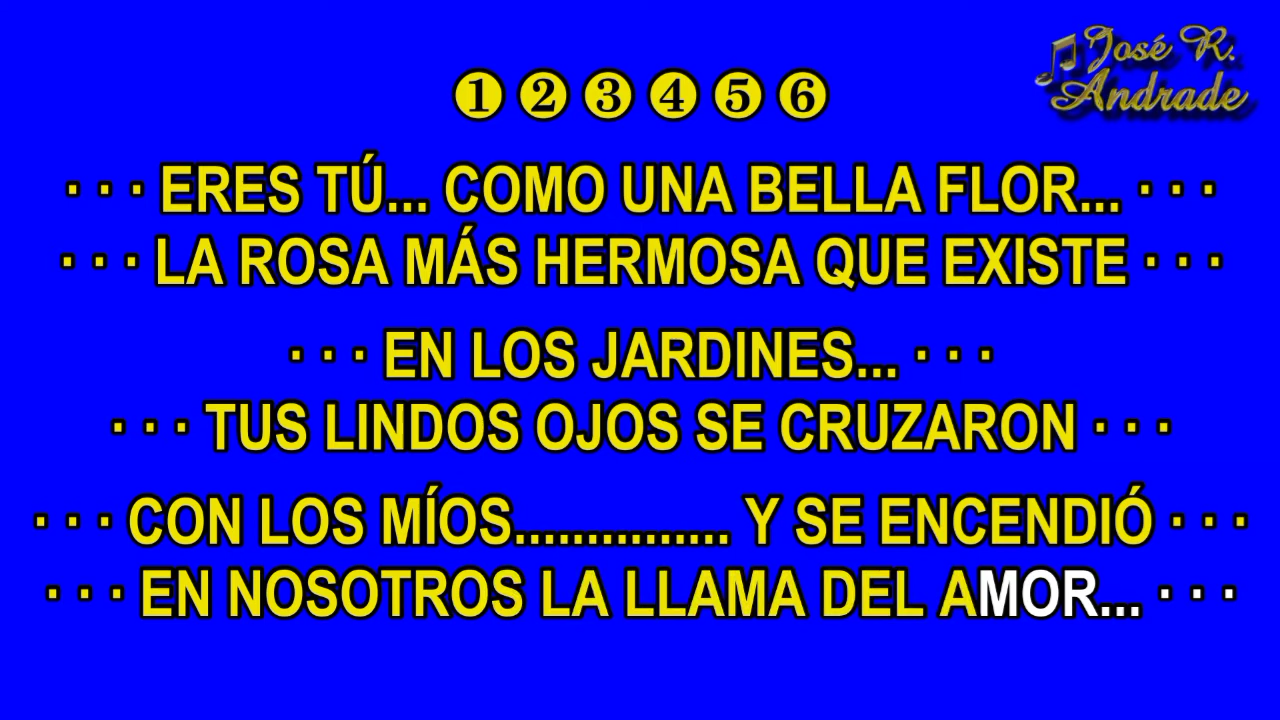 José R.
Andrade
❶ ❷ ❸ ❹ ❺ ❻
· · · ERES TÚ... COMO UNA BELLA FLOR... · · ·
· · · LA ROSA MÁS HERMOSA QUE EXISTE · · ·
· · · EN LOS JARDINES... · · ·
· · · TUS LINDOS OJOS SE CRUZARON · · ·
· · · CON LOS MÍOS............... Y SE ENCENDIÓ · · ·
· · · EN NOSOTROS LA LLAMA DEL AMOR... · · ·